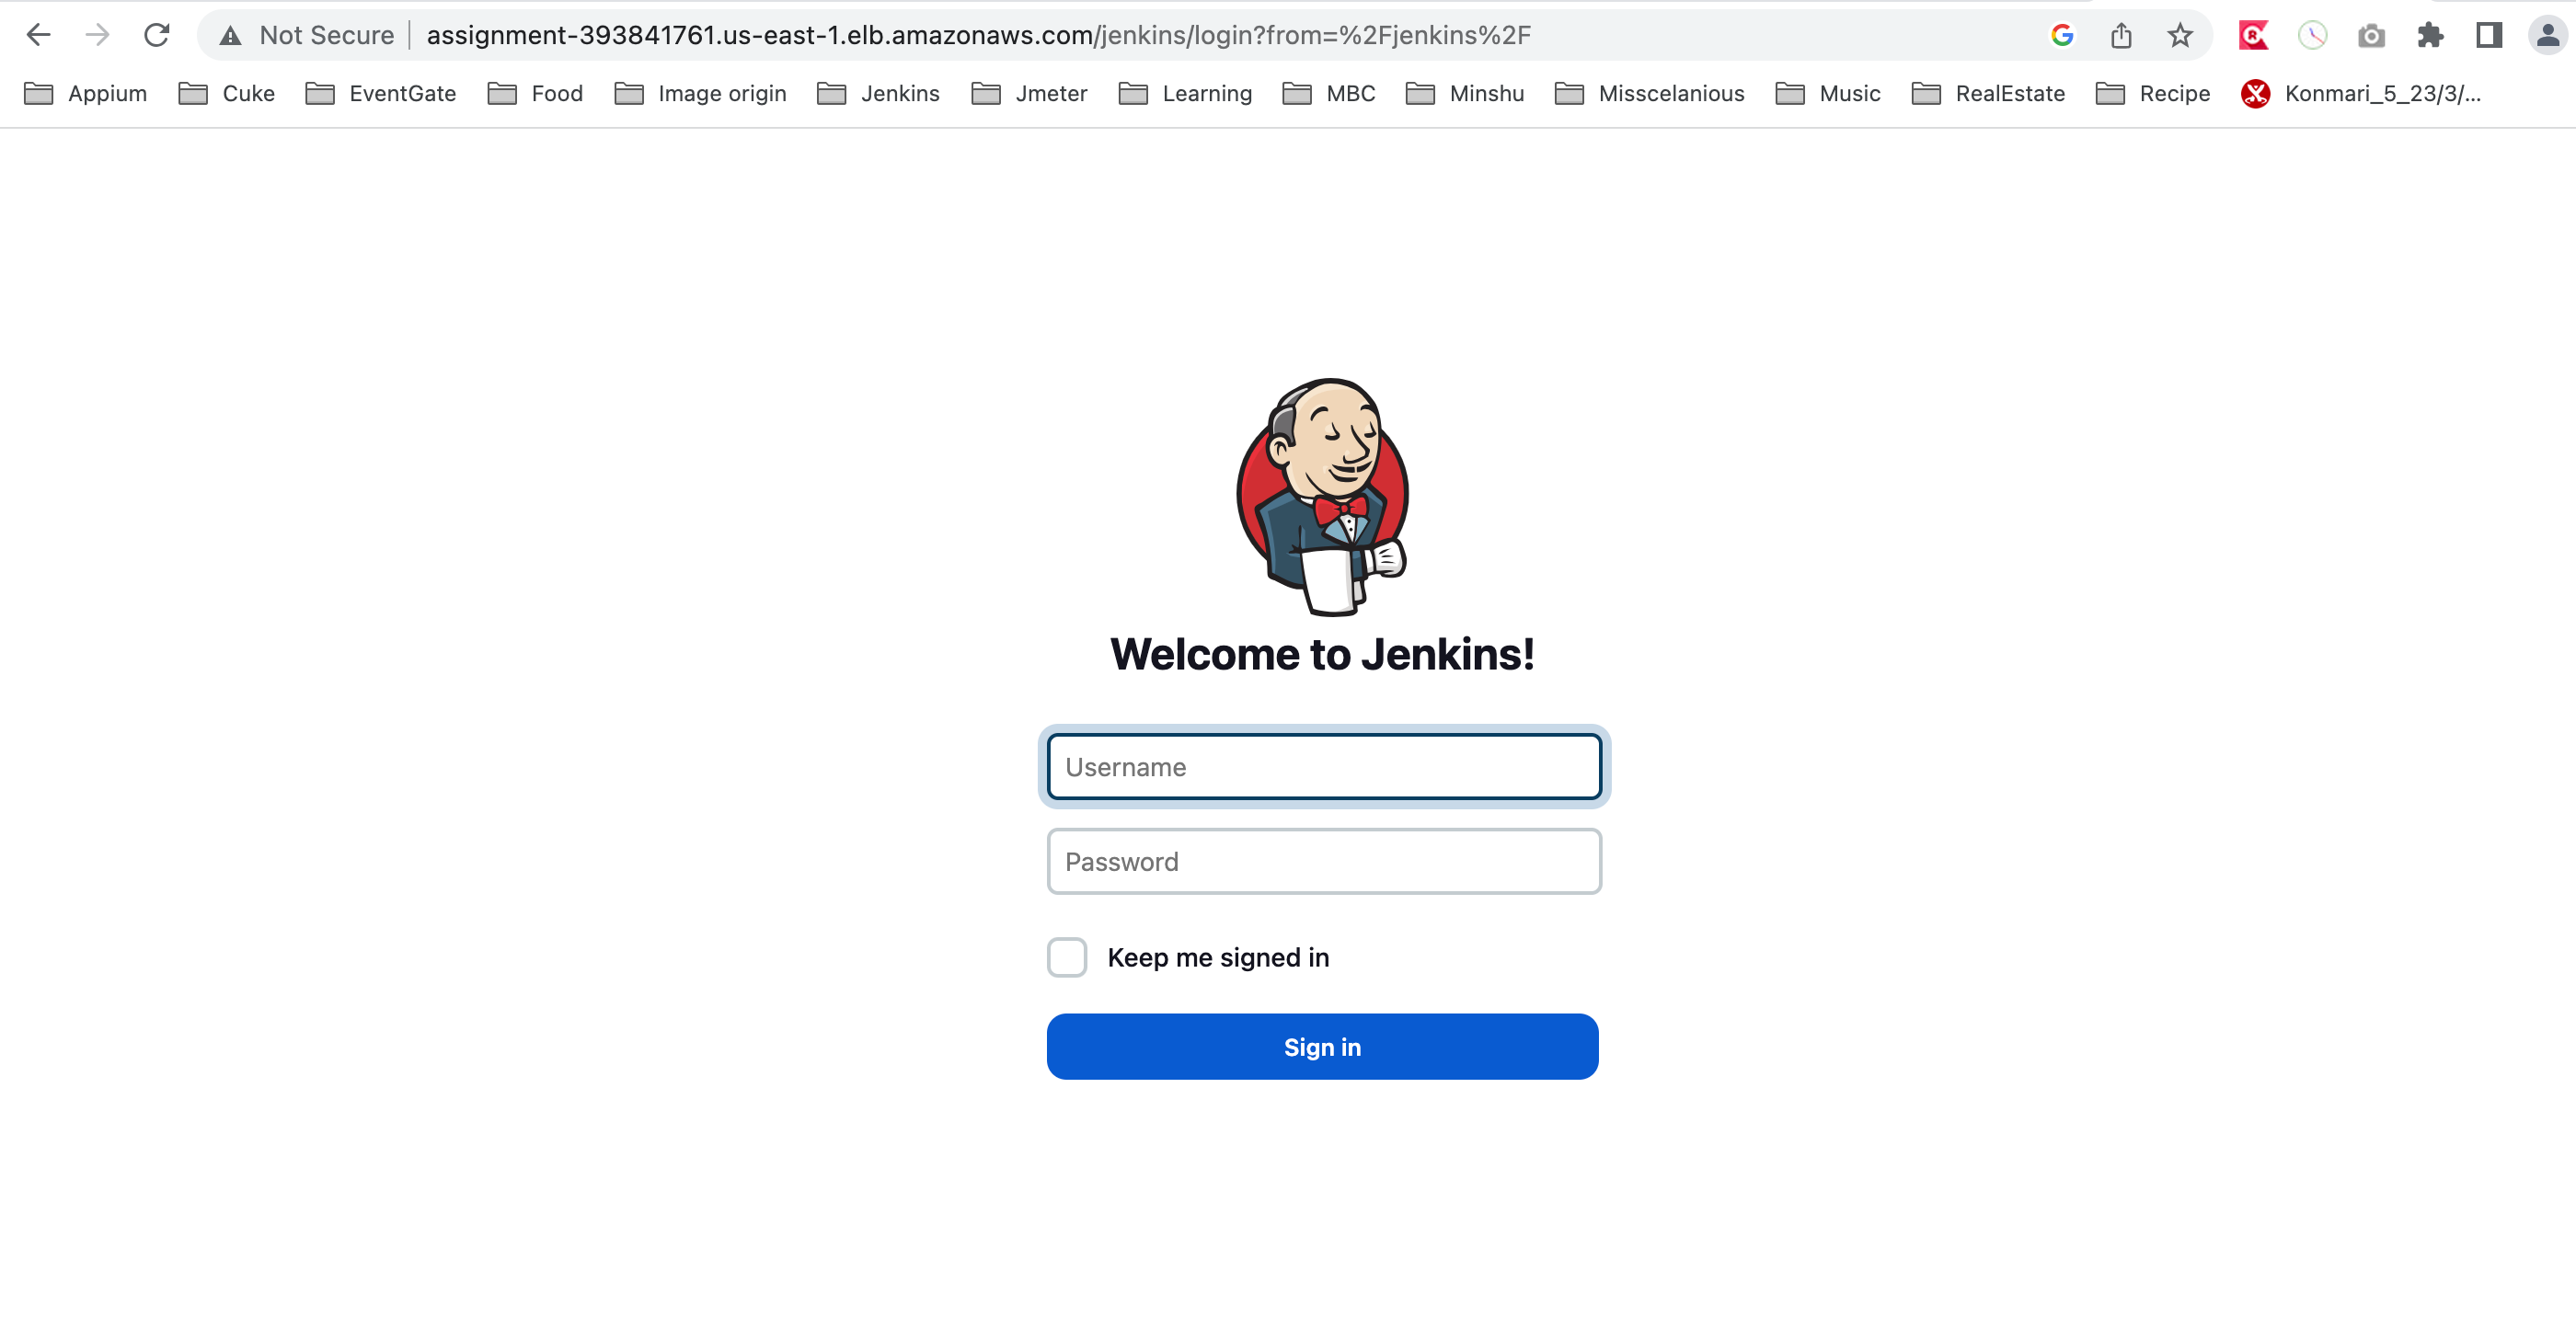 Not Secure assignment-393841761.us-east-1.elb.amazonaws.com/jenkins/login?from=%2Fjenkins%2F
Appium Cuke EventGate Food Image origin Jenkins Jmeter Learning MBC Minshu Misscelanious Music RealEstate Recipe Konmari_5_23/3/...
Welcome to Jenkins!
Username
Password
Keep me signed in
Sign in